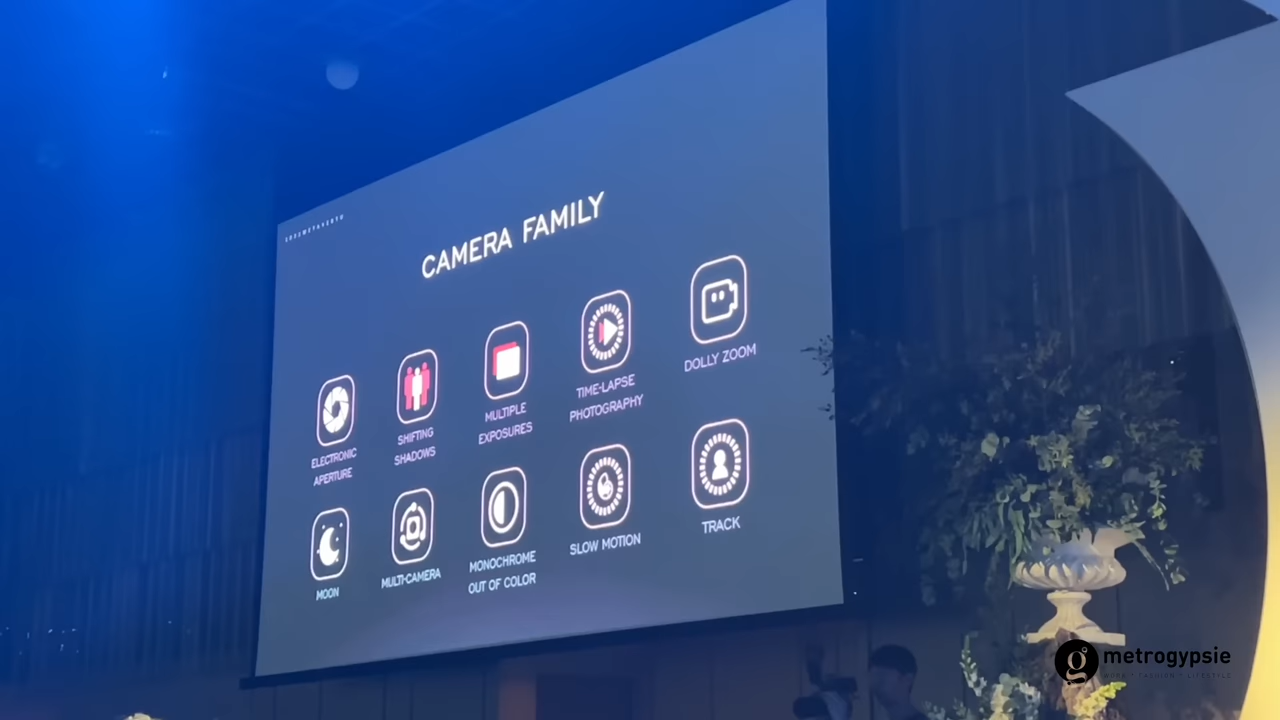 CAMERA FAMILY
ELECTRONIC
APERTURE
SHIFTING
SHADOWS
MULTIPLE
EXPOSURES
TIME-LAPSE
PHOTOGRAPHY
DOLLY ZOOM
MOON
MULTI-CAMERA
MONOCHROME
OUT OF COLOR
SLOW MOTION
TRACK
g metrogypsie